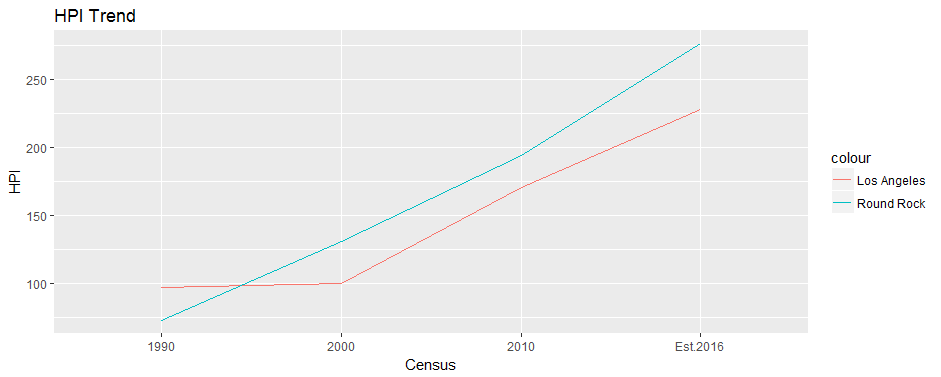 HPI Trend
HPI
250
200
150
100
1990 2000 2010 Est.2016
Census
colour
Los Angeles
Round Rock